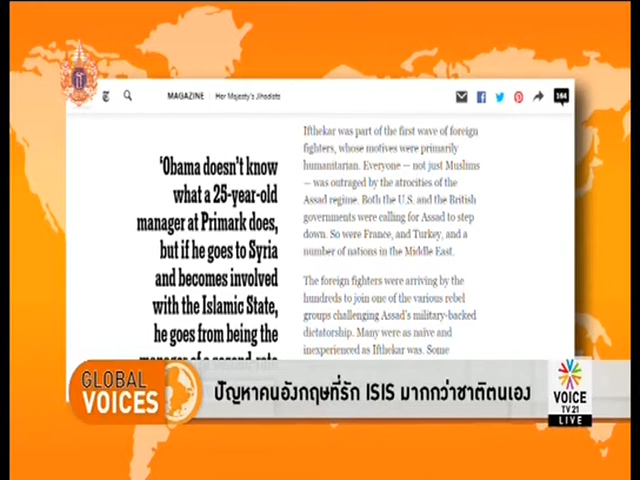 MAGAZINE | Her Majesty's Jihadists
164
'Obama doesn't know
what a 25-year-old
manager at Primark does,
but if he goes to Syria
and becomes involved
with the Islamic State,
he goes from being the
manager of a second-rate
Ifthekar was part of the first wave of foreign
fighters, whose motives were primarily
humanitarian. Everyone — not just Muslims
— was outraged by the atrocities of the
Assad regime. Both the U.S. and the British
governments were calling for Assad to step
down. So were France, and Turkey, and a
number of nations in the Middle East.
The foreign fighters were arriving by the
hundreds to join one of the various rebel
groups challenging Assad's military-backed
dictatorship. Many were as naïve and
inexperienced as Ifthekar was. Some
GLOBAL
VOICES
ปัญหาคนอังกฤษที่รัก ISIS มากกว่าชาติตนเอง
VOICE
TV 21
LIVE